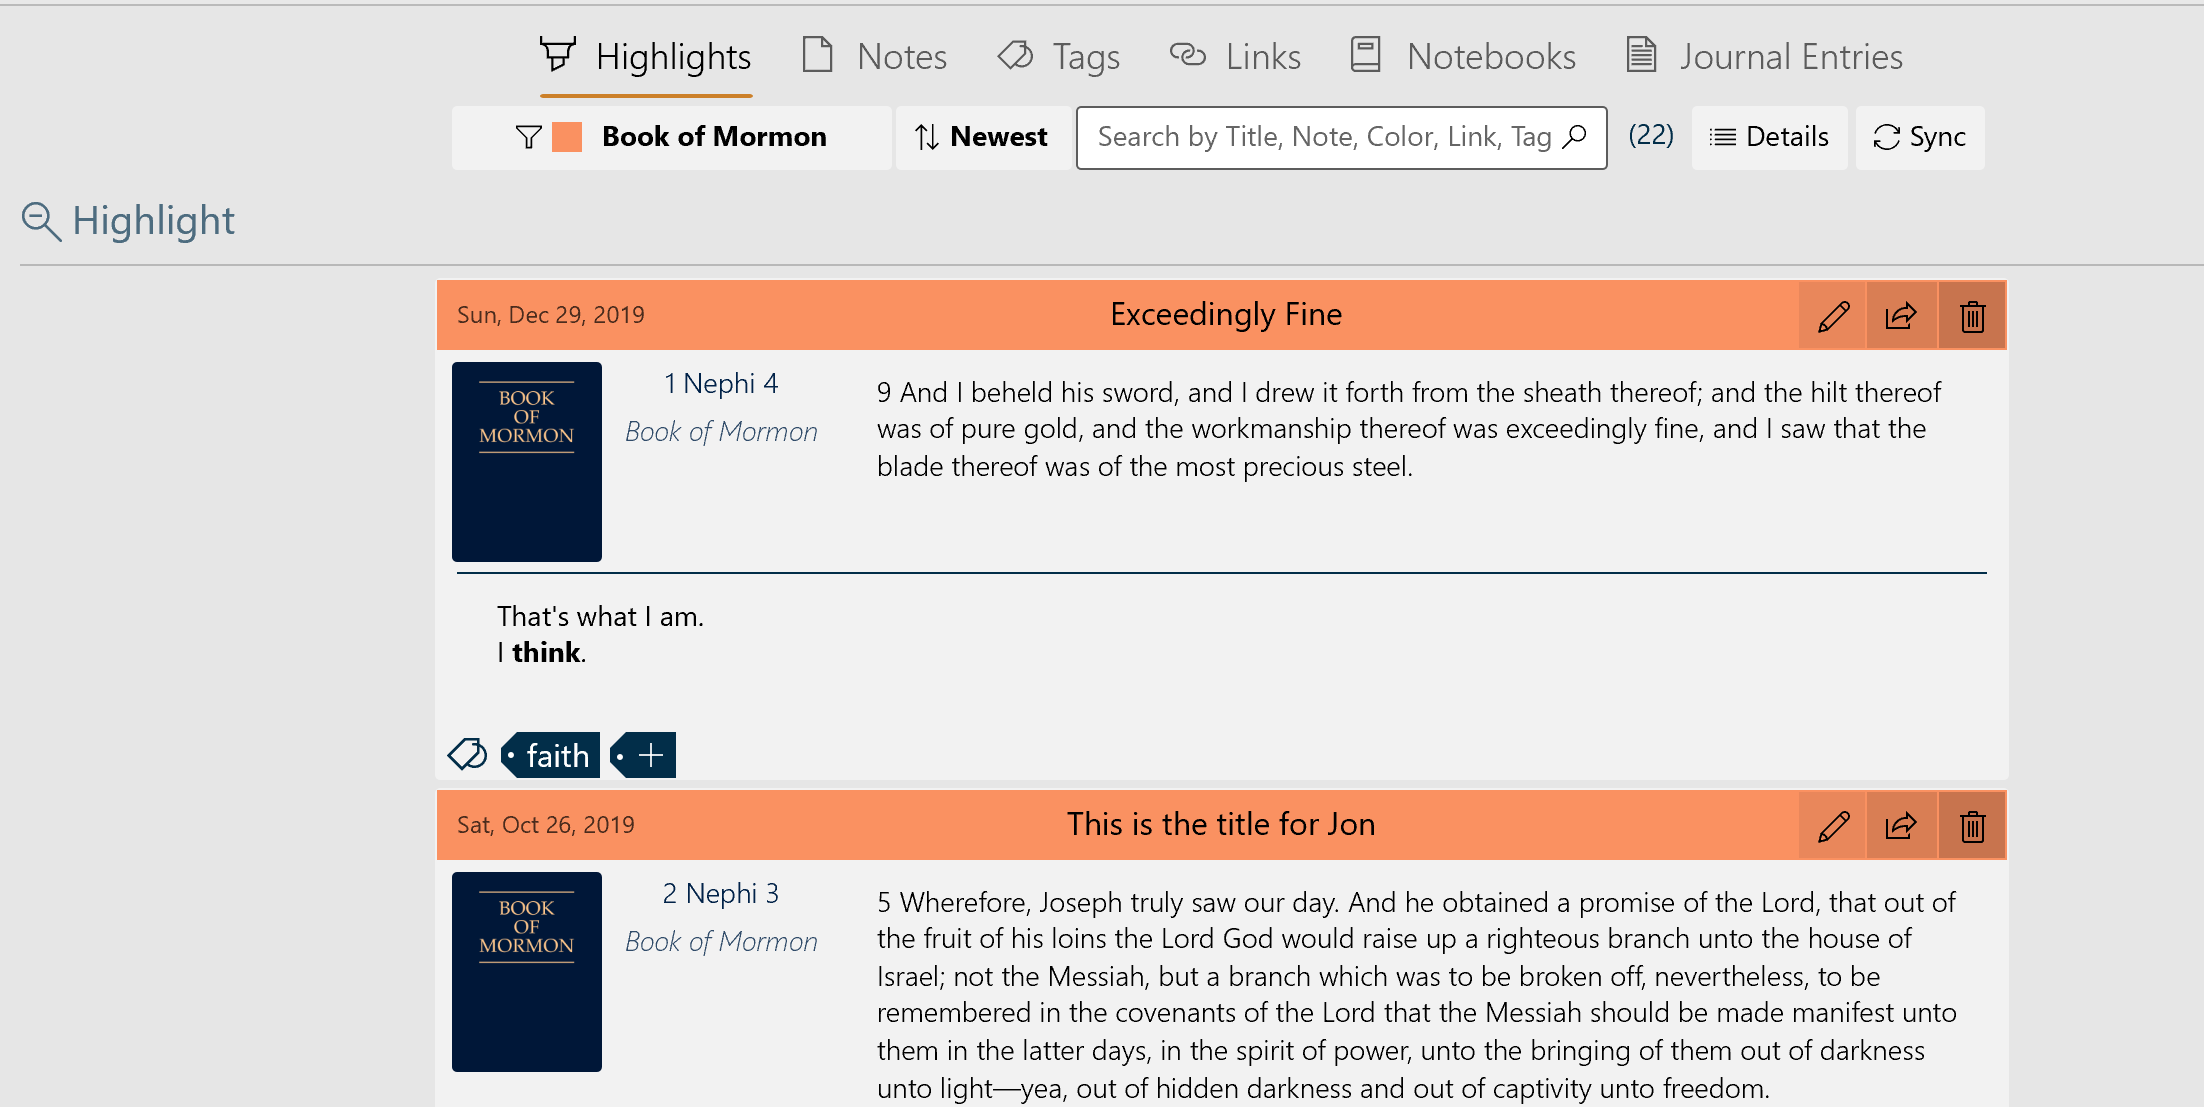 Highlights Notes Tags Links Notebooks Journal Entries
Book of Mormon Newest Search by Title, Note, Color, Link, Tag (22) Details Sync
Highlight
Sun, Dec 29, 2019 Exceedingly Fine
BOOK
OF
MORMON
1 Nephi 4
Book of Mormon
9 And I beheld his sword, and I drew it forth from the sheath thereof; and the hilt thereof
was of pure gold, and the workmanship thereof was exceedingly fine, and I saw that the
blade thereof was of the most precious steel.
That's what I am.
I think.
faith +
Sat, Oct 26, 2019 This is the title for Jon
BOOK
OF
MORMON
2 Nephi 3
Book of Mormon
5 Wherefore, Joseph truly saw our day. And he obtained a promise of the Lord, that out of
the fruit of his loins the Lord God would raise up a righteous branch unto the house of
Israel; not the Messiah, but a branch which was to be broken off, nevertheless, to be
remembered in the covenants of the Lord that the Messiah should be made manifest unto
them in the latter days, in the spirit of power, unto the bringing of them out of darkness
unto light—yea, out of hidden darkness and out of captivity unto freedom.